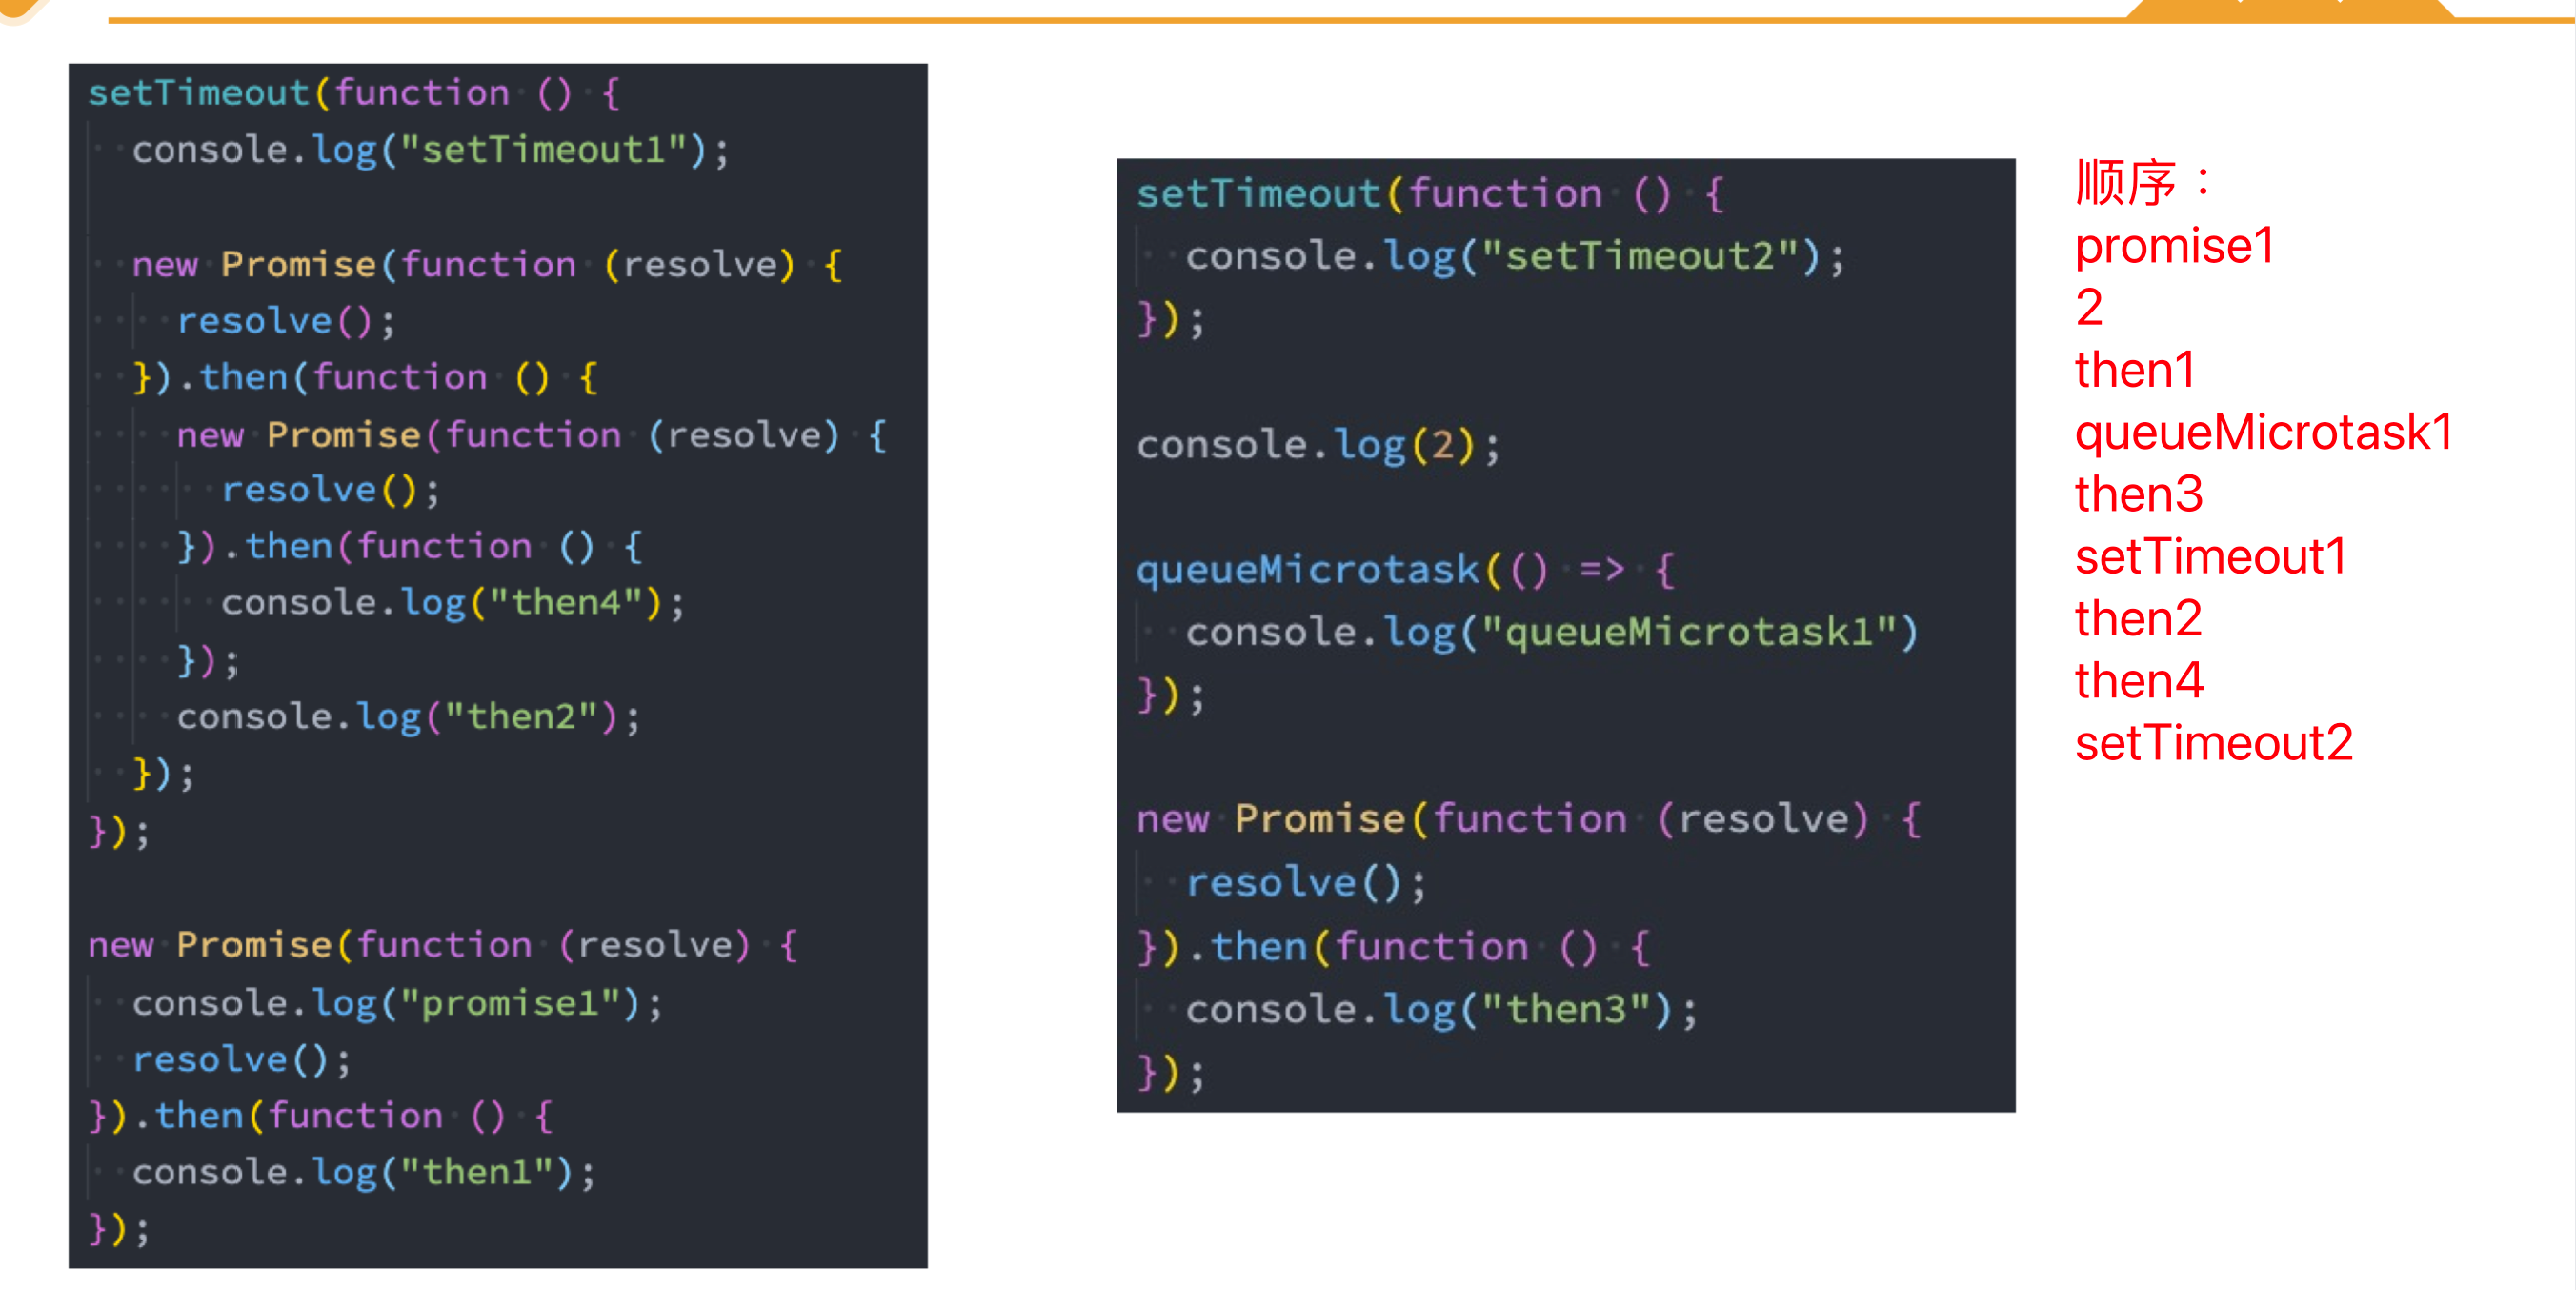 setTimeout(function () {
  console.log("setTimeout1");

  new Promise(function (resolve) {
    resolve();
  }).then(function () {
    new Promise(function (resolve) {
      resolve();
    }).then(function () {
      console.log("then4");
    });
    console.log("then2");
  });
});

new Promise(function (resolve) {
  console.log("promise1");
  resolve();
}).then(function () {
  console.log("then1");
});

setTimeout(function () {
  console.log("setTimeout2");
});

console.log(2);

queueMicrotask(() => {
  console.log("queueMicrotask1")
});

new Promise(function (resolve) {
  resolve();
}).then(function () {
  console.log("then3");
});

顺序：
promise1
2
then1
queueMicrotask1
then3
setTimeout1
then2
then4
setTimeout2